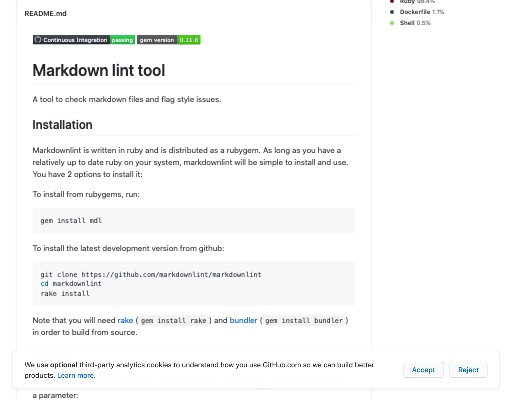 Ruby 98.4%
README.md
Dockerfile 1.1%
Shell 0.5%
Continuous Integration passing gem version 0.11.0
Markdown lint tool
A tool to check markdown files and flag style issues.
Installation
Markdownlint is written in ruby and is distributed as a rubygem. As long as you have a
relatively up to date ruby on your system, markdownlint will be simple to install and use.
You have 2 options to install it:
To install from rubygems, run:
gem install mdl
To install the latest development version from github:
git clone https://github.com/markdownlint/markdownlint
cd markdownlint
rake install
Note that you will need rake ( gem install rake ) and bundler ( gem install bundler )
in order to build from source.
We use optional third-party analytics cookies to understand how you use GitHub.com so we can build better
products. Learn more.
Accept
Reject
a parameter: